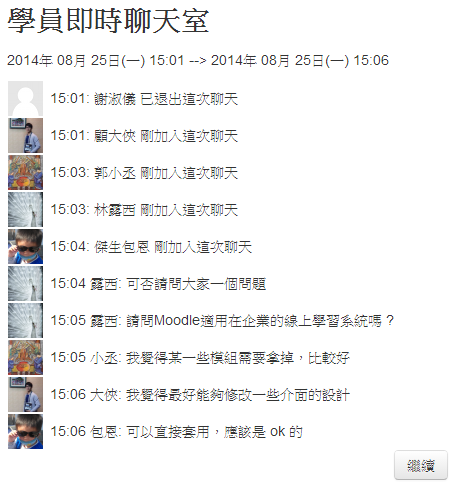 學員即時聊天室
2014年 08月 25日(一) 15:01 --> 2014年 08月 25日(一) 15:06
15:01: 謝淑儀 已退出這次聊天
15:01: 顧大俠 剛加入這次聊天
15:03: 郭小丞 剛加入這次聊天
15:03: 林露西 剛加入這次聊天
15:04: 傑生包恩 剛加入這次聊天
15:04 露西: 可否請問大家一個問題
15:05 露西: 請問Moodle適用在企業的線上學習系統嗎？
15:05 小丞: 我覺得某一些模組需要拿掉，比較好
15:06 大俠: 我覺得最好能夠修改一些介面的設計
15:06 包恩: 可以直接套用，應該是 ok 的
繼續